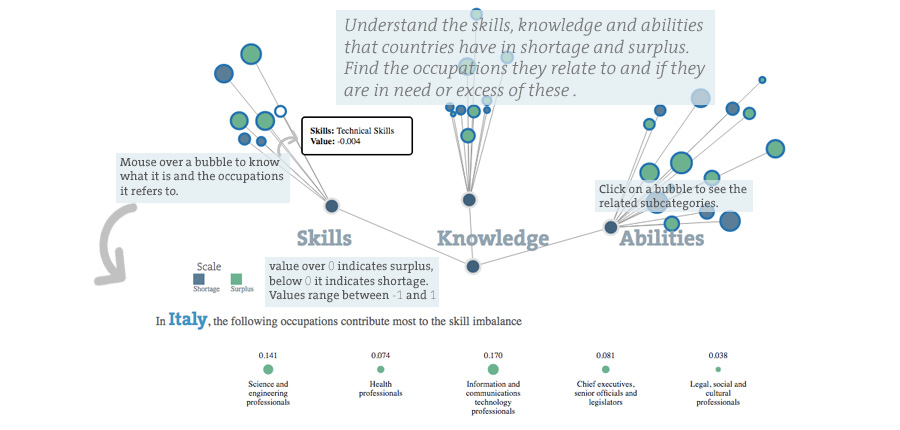 Understand the skills, knowledge and abilities
that countries have in shortage and surplus.
Find the occupations they relate to and if they
are in need or excess of these .
Skills: Technical Skills
Value: -0.004
Mouse over a bubble to know
what it is and the occupations
it refers to.
Click on a bubble to see the
related subcategories.
Skills
Knowledge
Abilities
Scale
Shortage
Surplus
value over 0 indicates surplus,
below 0 it indicates shortage.
Values range between -1 and 1
In Italy, the following occupations contribute most to the skill imbalance
0.141
Science and
engineering
professionals
0.074
Health
professionals
0.170
Information and
communications
technology
professionals
0.081
Chief executives,
senior officials and
legislators
0.038
Legal, social and
cultural
professionals